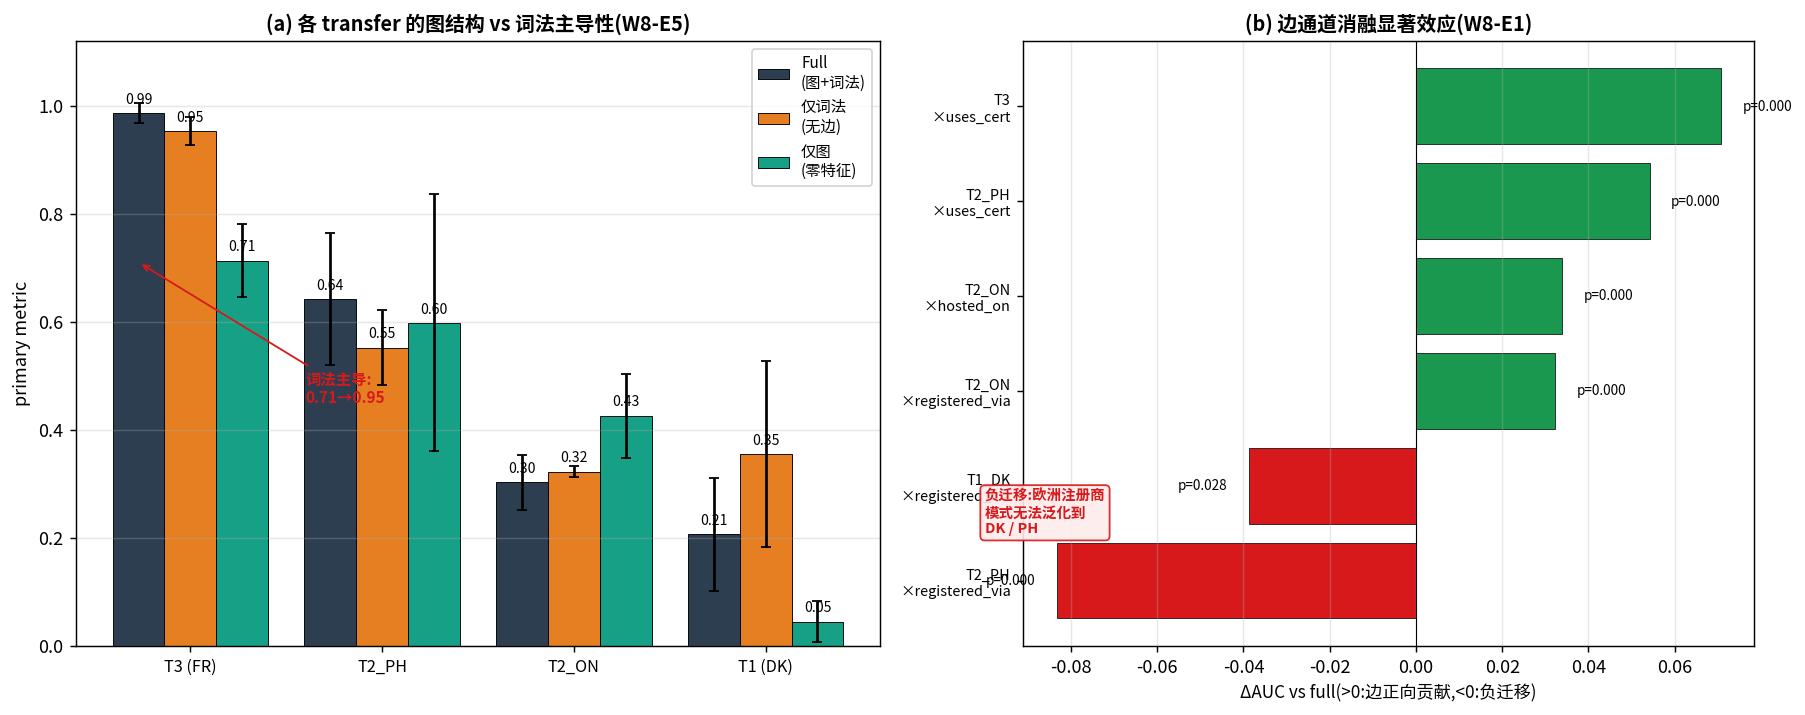 (a) 各 transfer 的图结构 vs 词法主导性(W8-E5)
primary metric
1.0
0.8
0.6
0.4
0.2
0.0
0.99
0.95
0.71
0.64
0.55
0.60
0.30
0.32
0.43
0.21
0.35
0.05
词法主导:
0.71→0.95
Full
(图+词法)
仅词法
(无边)
仅图
(零特征)
T3 (FR)
T2_PH
T2_ON
T1 (DK)
(b) 边通道消融显著效应(W8-E1)
T3
×uses_cert
p=0.000
T2_PH
×uses_cert
p=0.000
T2_ON
×hosted_on
p=0.000
T2_ON
×registered_via
p=0.000
T1_DK
p=0.028
负迁移:欧洲注册商
模式无法泛化到
DK / PH
T2_PH
×registered_via
p=0.000
-0.08
-0.06
-0.04
-0.02
0.00
0.02
0.04
0.06
ΔAUC vs full(>0:边正向贡献,<0:负迁移)